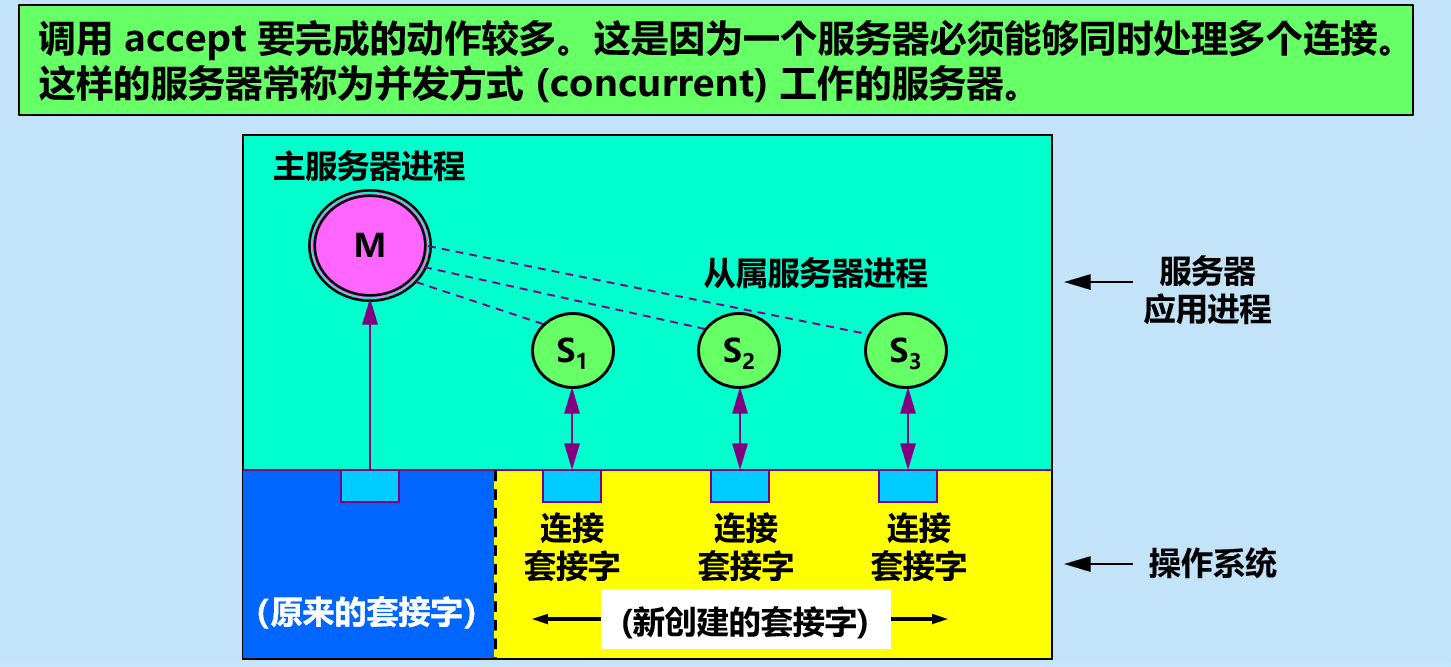 调用 accept 要完成的动作较多。这是因为一个服务器必须能够同时处理多个连接。
这样的服务器常称为并发方式 (concurrent) 工作的服务器。
主服务器进程
M
从属服务器进程
S1
S2
S3
服务器
应用进程
连接
套接字
连接
套接字
连接
套接字
操作系统
(原来的套接字)
(新创建的套接字)